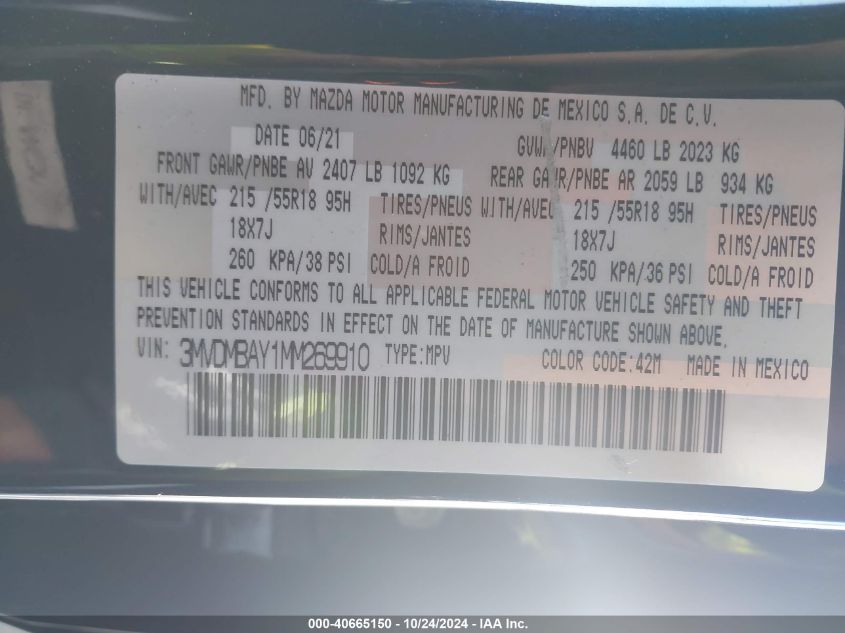 MFD. BY MAZDA MOTOR MANUFACTURING DE MEXICO S.A. DE C.V.
DATE 06/21 GVWR/PNBV 4460 LB 2023 KG
FRONT GAWR/PNBE AV 2407 LB 1092 KG REAR GAWR/PNBE AR 2059 LB 934 KG
WITH/AVEC 215 /55R18 95H TIRES/PNEUS WITH/AVEC 215 /55R18 95H TIRES/PNEUS
18X7J RIMS/JANTES 18X7J RIMS/JANTES
260 KPA/38 PSI COLD/A FROID 250 KPA/36 PSI COLD/A FROID
THIS VEHICLE CONFORMS TO ALL APPLICABLE FEDERAL MOTOR VEHICLE SAFETY AND THEFT
PREVENTION STANDARDS IN EFFECT ON THE DATE OF MANUFACTURE SHOWN ABOVE.
VIN: 3MVDMBAY1MM269910 TYPE:MPV COLOR CODE:42M MADE IN MEXICO
000-40665150 - 10/24/2024 - IAA Inc.